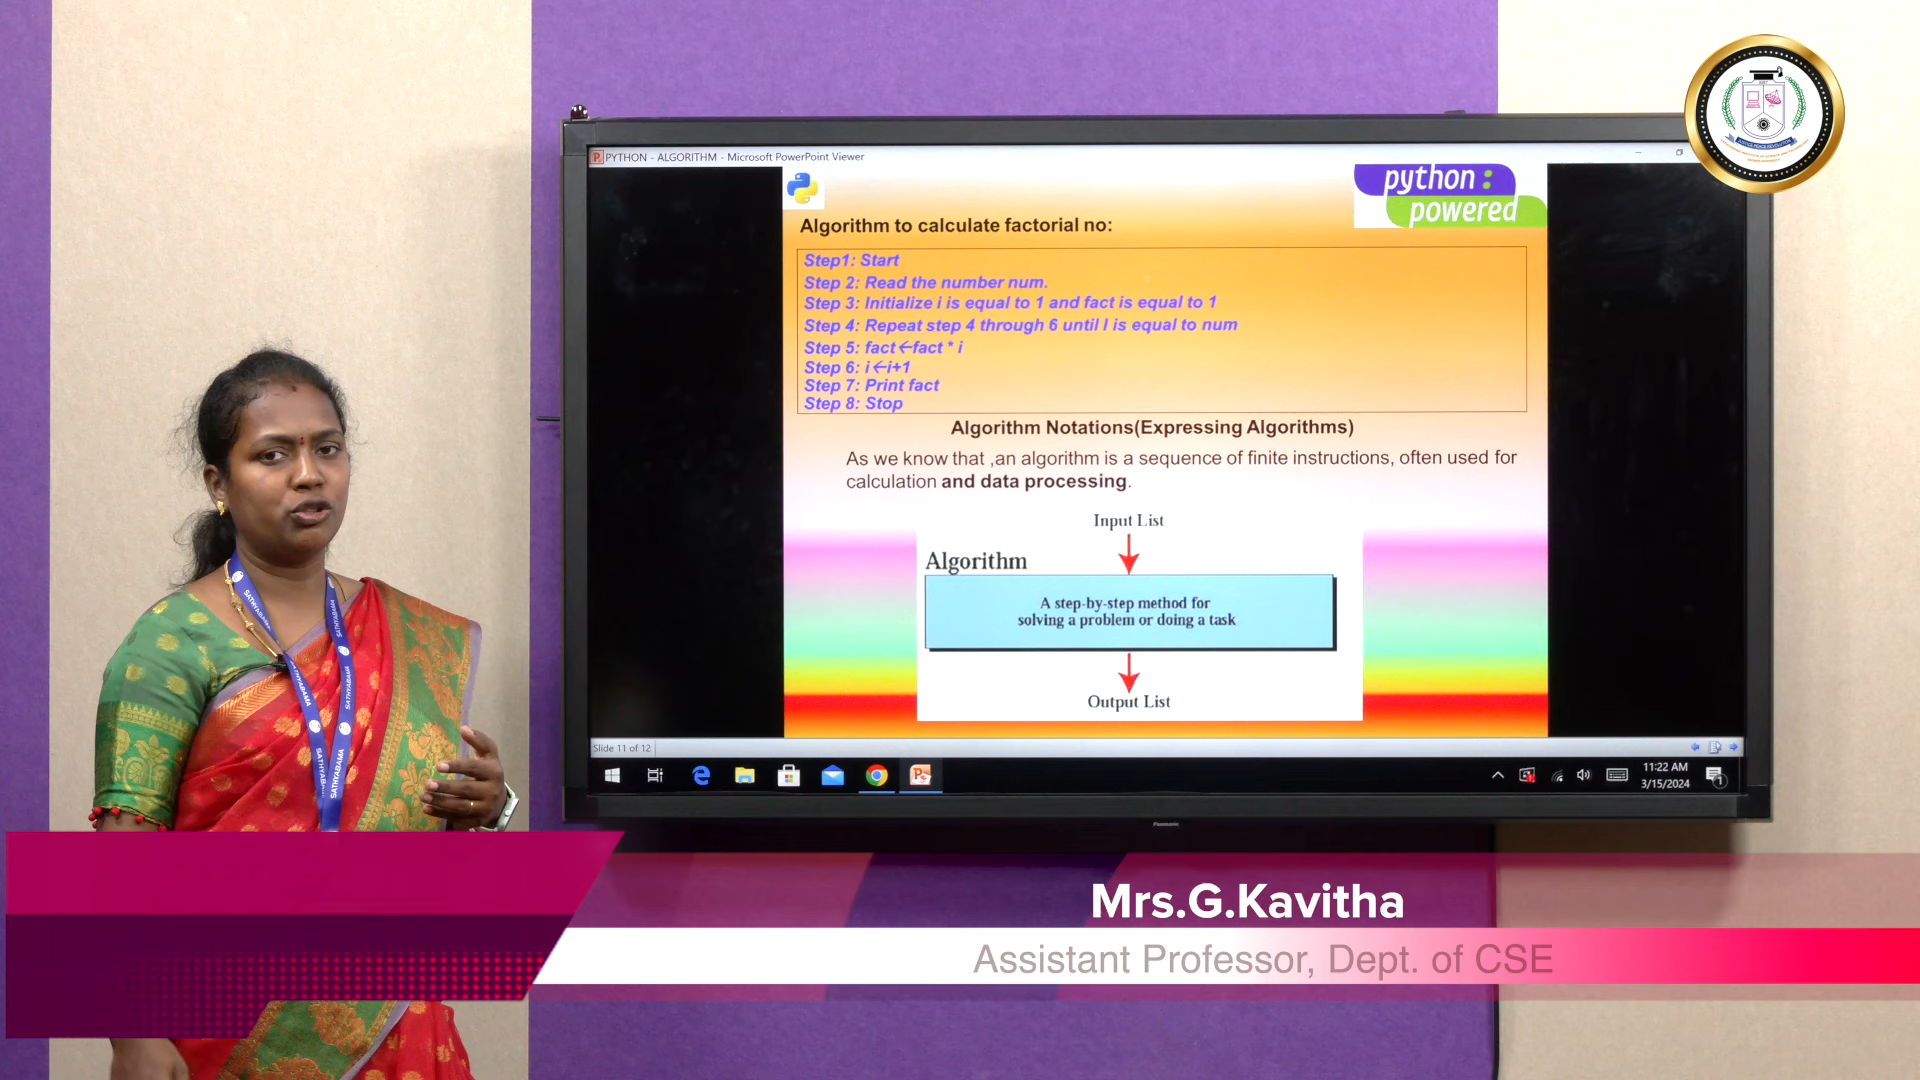 PYTHON - ALGORITHM - Microsoft PowerPoint Viewer
python:
powered
Algorithm to calculate factorial no:
Step1: Start
Step 2: Read the number num.
Step 3: Initialize i is equal to 1 and fact is equal to 1
Step 4: Repeat step 4 through 6 until I is equal to num
Step 5: fact←fact * i
Step 6: i←i+1
Step 7: Print fact
Step 8: Stop
Algorithm Notations(Expressing Algorithms)
As we know that ,an algorithm is a sequence of finite instructions, often used for
calculation and data processing.
Input List
Algorithm
A step-by-step method for
solving a problem or doing a task
Output List
Slide 11 of 12
11:22 AM
3/15/2024
Panasonic
SATHYABAMA
SATHYABAMA
SATHYABAMA
SATHYABAMA
Mrs.G.Kavitha
Assistant Professor, Dept. of CSE